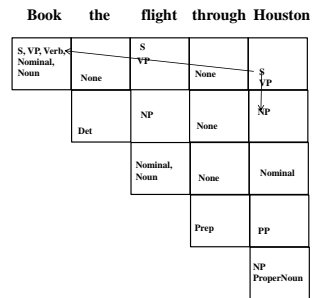 Book the flight through Houston
S, VP, Verb,
Nominal,
Noun
None
S
VP
None
S
VP
Det
NP
None
NP
Nominal,
Noun
None
Nominal
Prep
PP
NP
ProperNoun